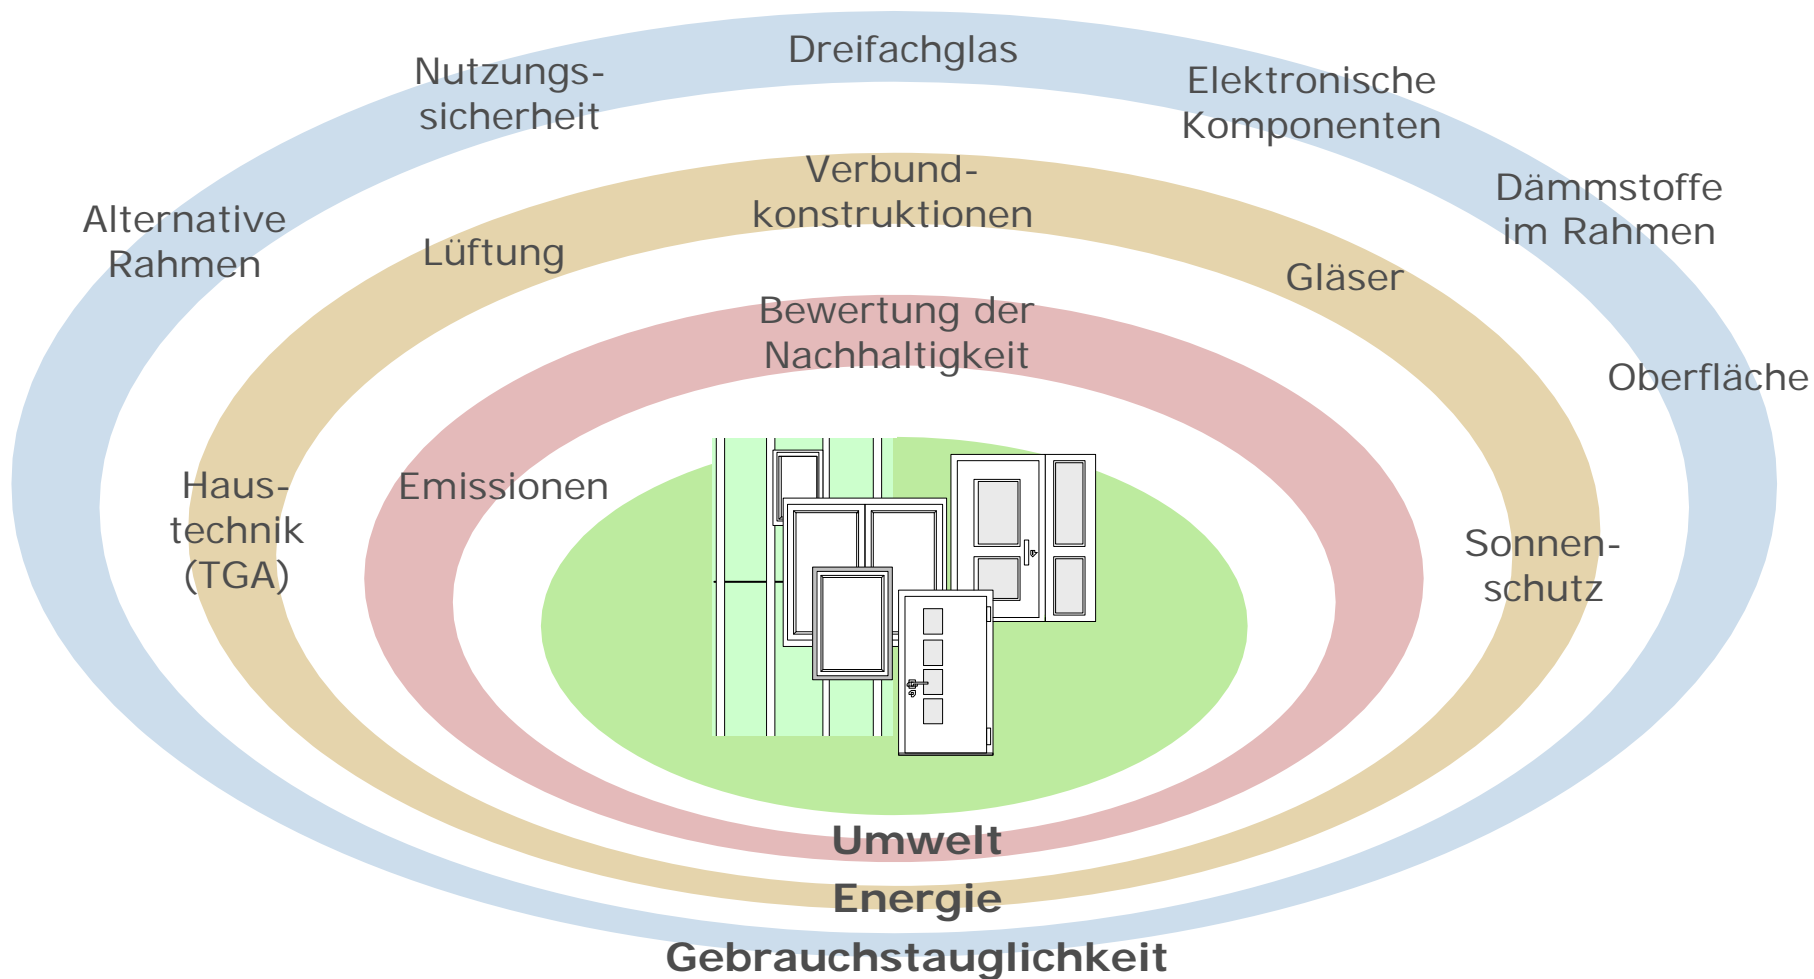 Dreifachglas
Nutzungs-
sicherheit
Elektronische
Komponenten
Alternative
Rahmen
Dämmstoffe
im Rahmen
Oberfläche
Verbund-
konstruktionen
Lüftung
Gläser
Haus-
technik
(TGA)
Sonnen-
schutz
Bewertung der
Nachhaltigkeit
Emissionen
Umwelt
Energie
Gebrauchstauglichkeit